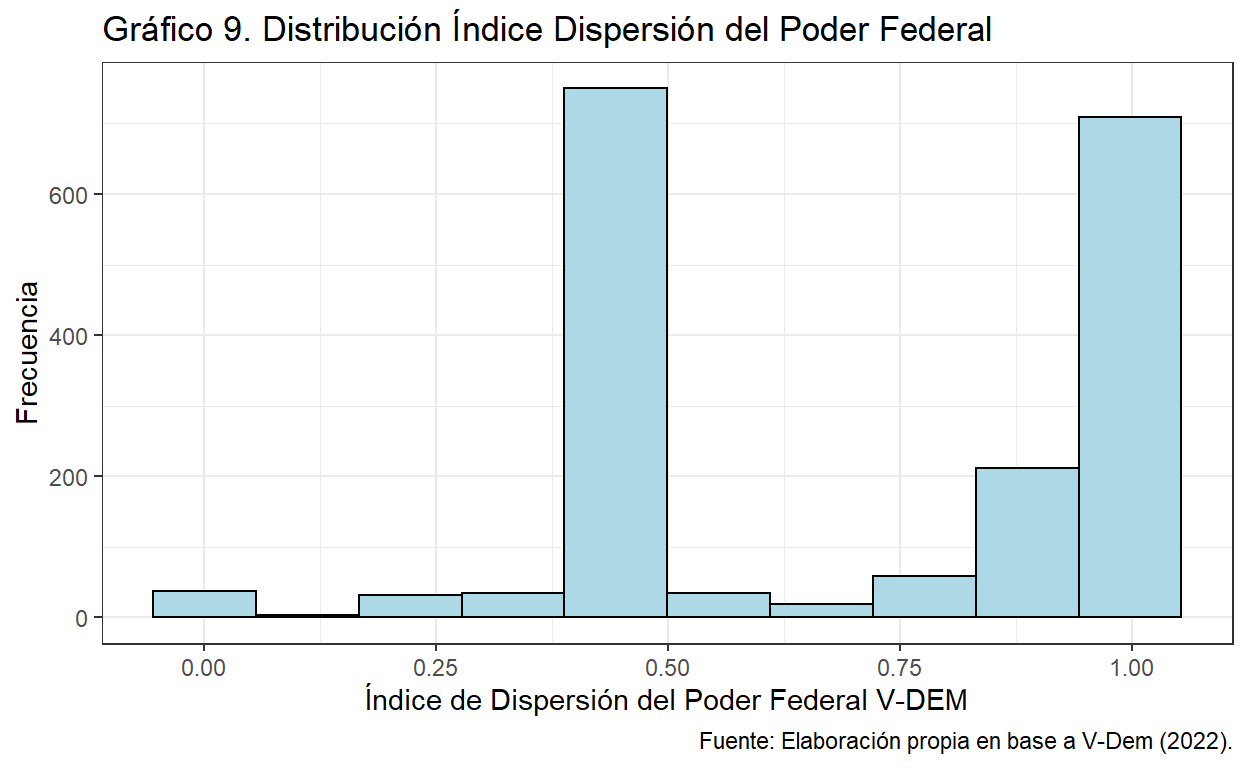 Gráfico 9. Distribución Índice Dispersión del Poder Federal
Frecuencia
600
400
200
0
0.00 0.25 0.50 0.75 1.00
Índice de Dispersión del Poder Federal V-DEM
Fuente: Elaboración propia en base a V-Dem (2022).